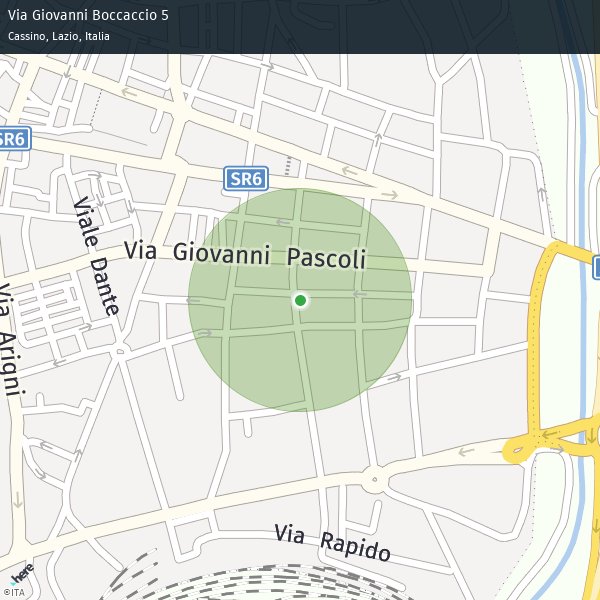 Via Giovanni Boccaccio 5
Cassino, Lazio, Italia
SR6
SR6
Viale Dante
Via Giovanni Pascoli
Via Arigni
Via Rapido
here
©ITA